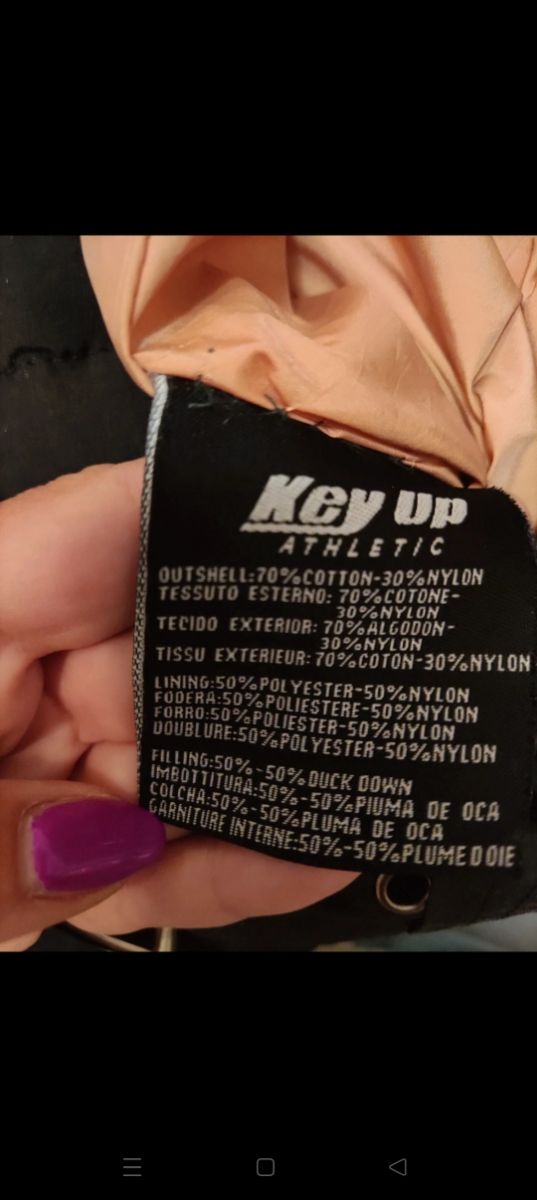 Key Up
ATHLETIC
OUTSHELL:70%COTTON-30%NYLON
TESSUTO ESTERNO: 70%COTONE-
30%NYLON
TECIDO EXTERIOR: 70%ALGODON-
30%NYLON
TISSU EXTERIEUR: 70%COTON-30%NYLON
LINING:50%POLYESTER-50%NYLON
FODERA:50%POLIESTERE-50%NYLON
FORRO:50%POLIESTER-50%NYLON
DOUBLURE:50%POLYESTER-50%NYLON
FILLING:50%-50%DUCK DOWN
IMBOTTITURA:50%-50%PIUMA DE OCA
COLCHA:50%-50%PLUMA DE OCA
GARNITURE INTERNE:50%-50%PLUMEDOIE